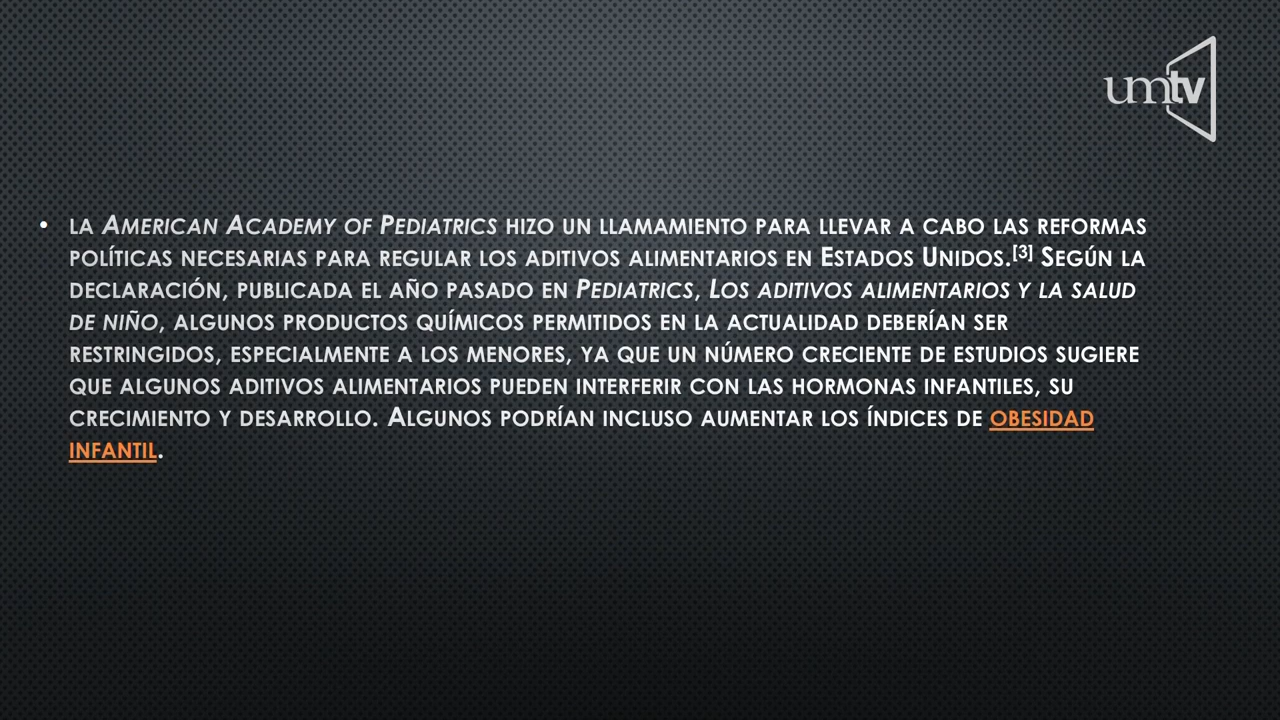 umtv
• la American Academy of Pediatrics hizo un llamamiento para llevar a cabo las reformas
políticas necesarias para regular los aditivos alimentarios en Estados Unidos.[3] Según la
declaración, publicada el año pasado en Pediatrics, Los aditivos alimentarios y la salud
de niño, algunos productos químicos permitidos en la actualidad deberían ser
restringidos, especialmente a los menores, ya que un número creciente de estudios sugiere
que algunos aditivos alimentarios pueden interferir con las hormonas infantiles, su
crecimiento y desarrollo. Algunos podrían incluso aumentar los índices de obesidad
infantil.